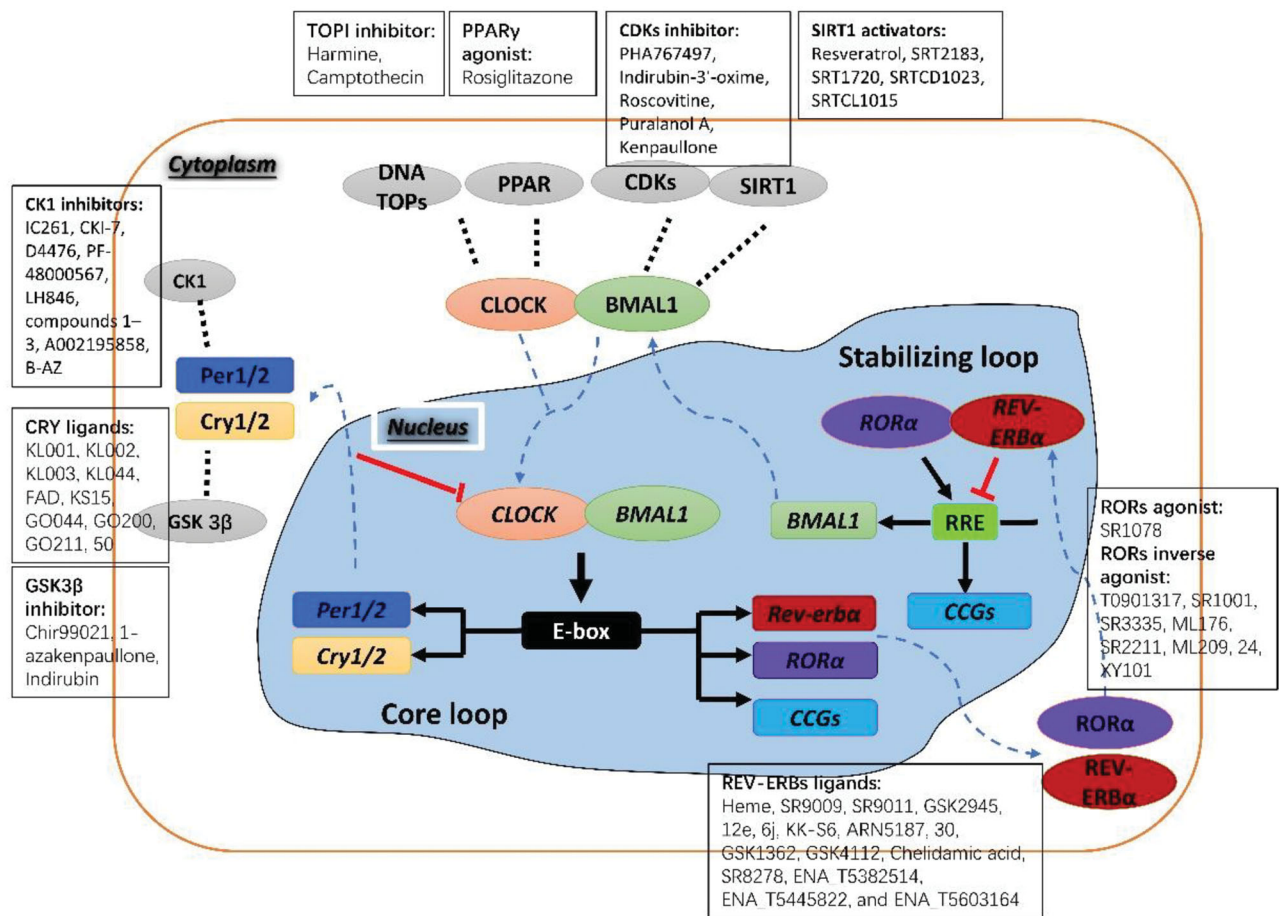 TOPI inhibitor:
Harmine,
Camptothecin
PPARγ
agonist:
Rosiglitazone
CDKs inhibitor:
PHA767497,
Indirubin-3'-oxime,
Roscovitine,
Puralanol A,
Kenpaullone
SIRT1 activators:
Resveratrol, SRT2183,
SRT1720, SRTCD1023,
SRTCL1015
Cytoplasm
DNA
TOPs
PPAR
CDKs
SIRT1
CK1 inhibitors:
IC261, CKI-7,
D4476, PF-
48000567,
LH846,
compounds 1–
3, A002195858,
B-AZ
CK1
CLOCK
BMAL1
Per1/2
Cry1/2
Stabilizing loop
Nucleus
RORα
REV-
ERBα
CRY ligands:
KL001, KL002,
KL003, KL044,
FAD, KS15,
GO044, GO200,
GO211, 50
GSK 3β
CLOCK
BMAL1
BMAL1
RRE
RORs agonist:
SR1078
RORs inverse
agonist:
T0901317, SR1001,
SR3335, ML176,
SR2211, ML209, 24,
XY101
GSK3β
inhibitor:
Chir99021, 1-
azakenpaullone,
Indirubin
Per1/2
Cry1/2
E-box
Rev-erbα
RORα
CCGs
CCGs
Core loop
RORα
REV-
ERBα
REV-ERBs ligands:
Heme, SR9009, SR9011, GSK2945,
12e, 6j, KK-S6, ARN5187, 30,
GSK1362, GSK4112, Chelidamic acid,
SR8278, ENA_T5382514,
ENA_T5445822, and ENA_T5603164